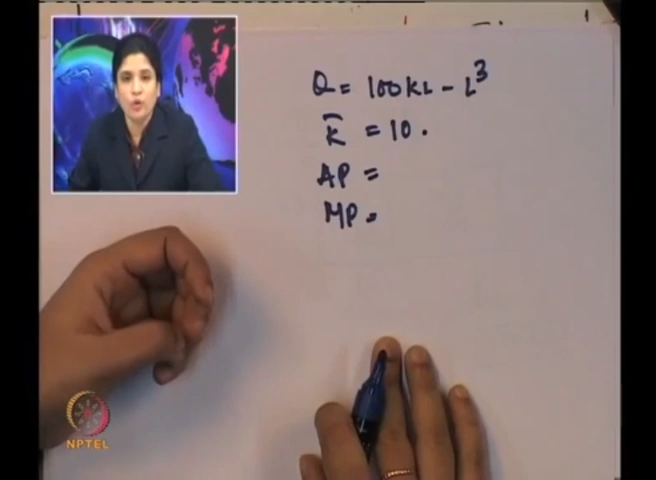 Q = 100KL - L³
K̄ = 10.
AP =
MP =
NPTEL